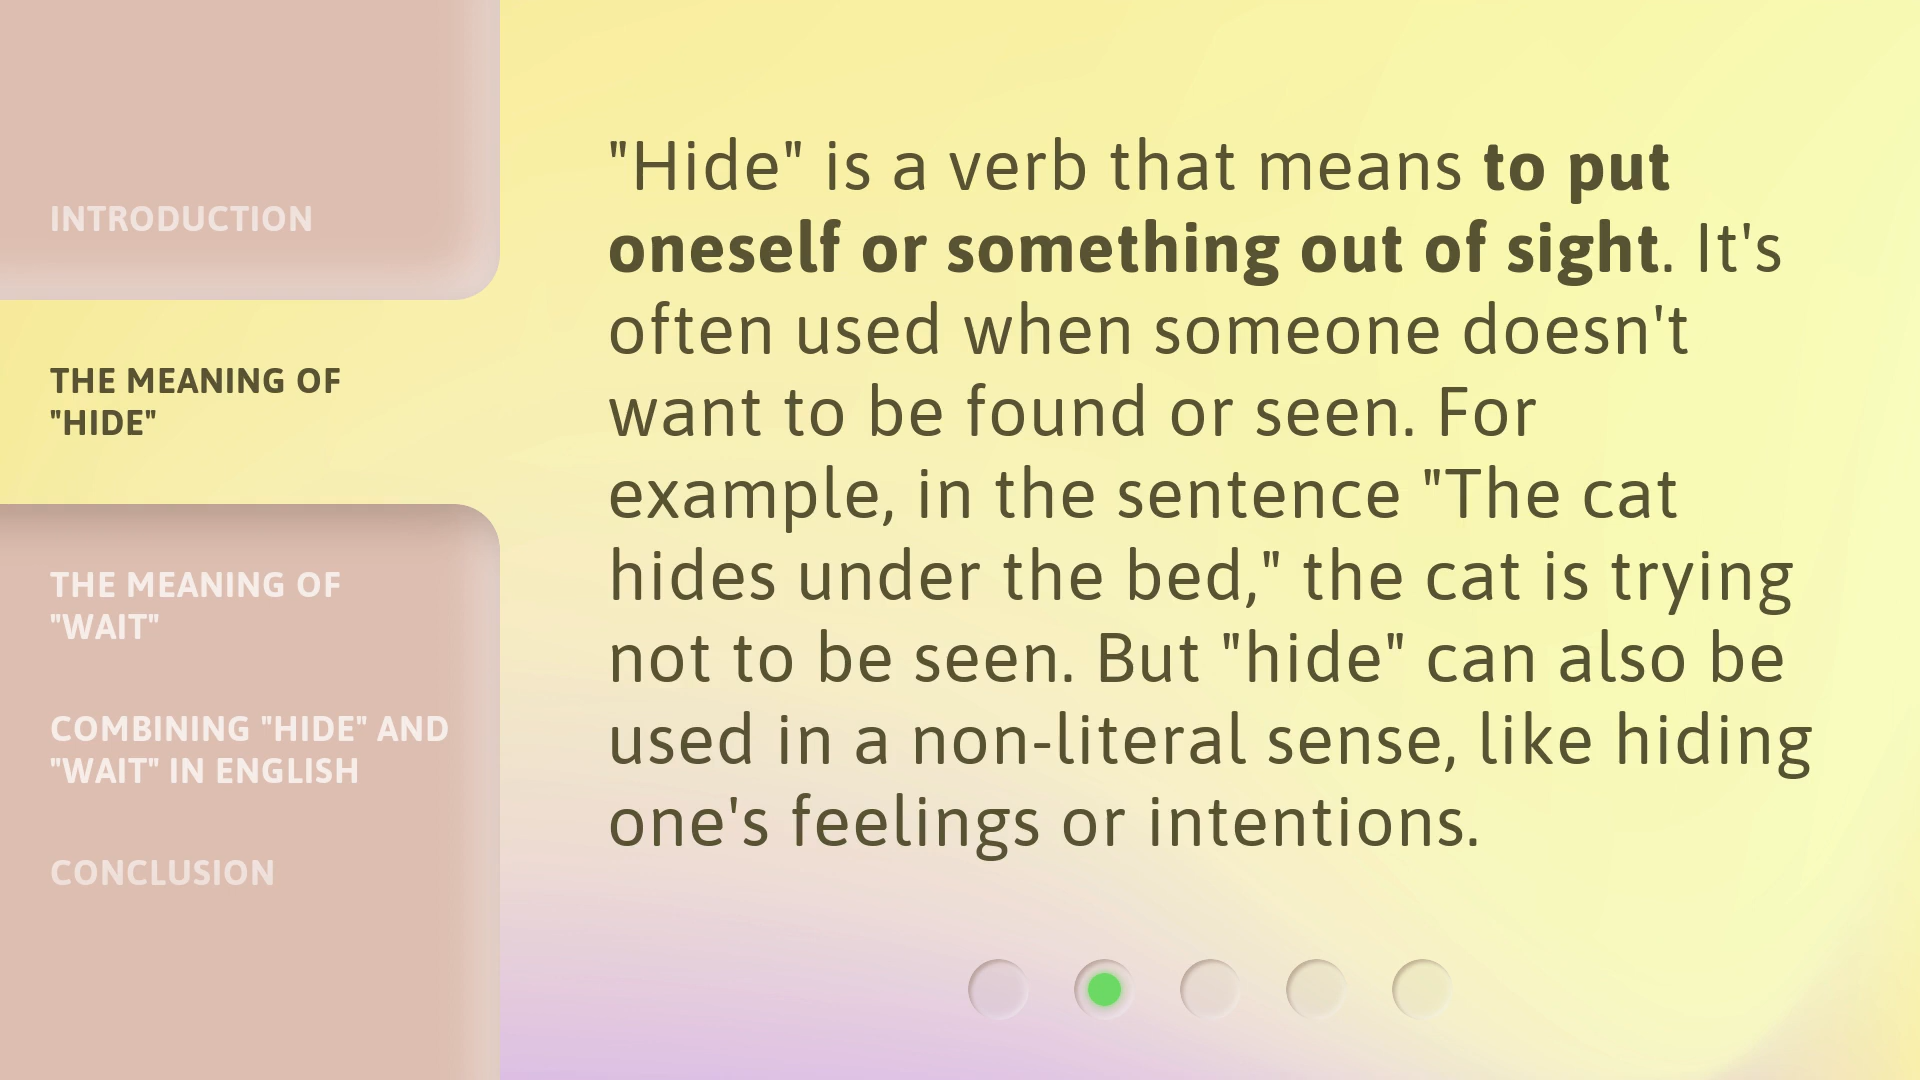 INTRODUCTION
THE MEANING OF
"HIDE"
THE MEANING OF
"WAIT"
COMBINING "HIDE" AND
"WAIT" IN ENGLISH
CONCLUSION
"Hide" is a verb that means to put
oneself or something out of sight. It's
often used when someone doesn't
want to be found or seen. For
example, in the sentence "The cat
hides under the bed," the cat is trying
not to be seen. But "hide" can also be
used in a non-literal sense, like hiding
one's feelings or intentions.